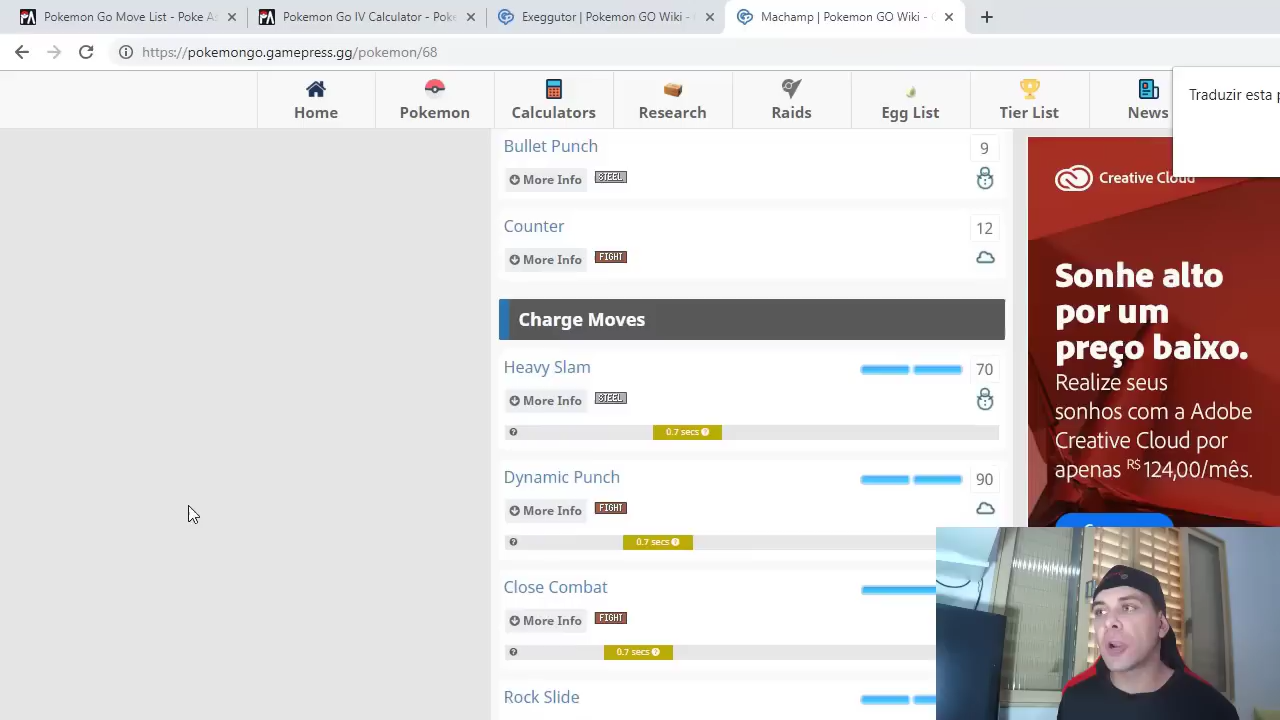 Pokemon Go Move List - Poke As
Pokemon Go IV Calculator - Poke
Exeggutor | Pokemon GO Wiki -
Machamp | Pokemon GO Wiki -
https://pokemongo.gamepress.gg/pokemon/68
Home
Pokemon
Calculators
Research
Raids
Egg List
Tier List
News
Traduzir esta p
Bullet Punch
9
More Info
STEEL
Counter
12
More Info
FIGHT
Charge Moves
Heavy Slam
70
More Info
STEEL
0.7 secs
Dynamic Punch
90
More Info
FIGHT
0.7 secs
Close Combat
More Info
FIGHT
0.7 secs
Rock Slide
Creative Cloud
Sonhe alto
por um
preço baixo.
Realize seus
sonhos com a Adobe
Creative Cloud por
apenas R$124,00/mês.